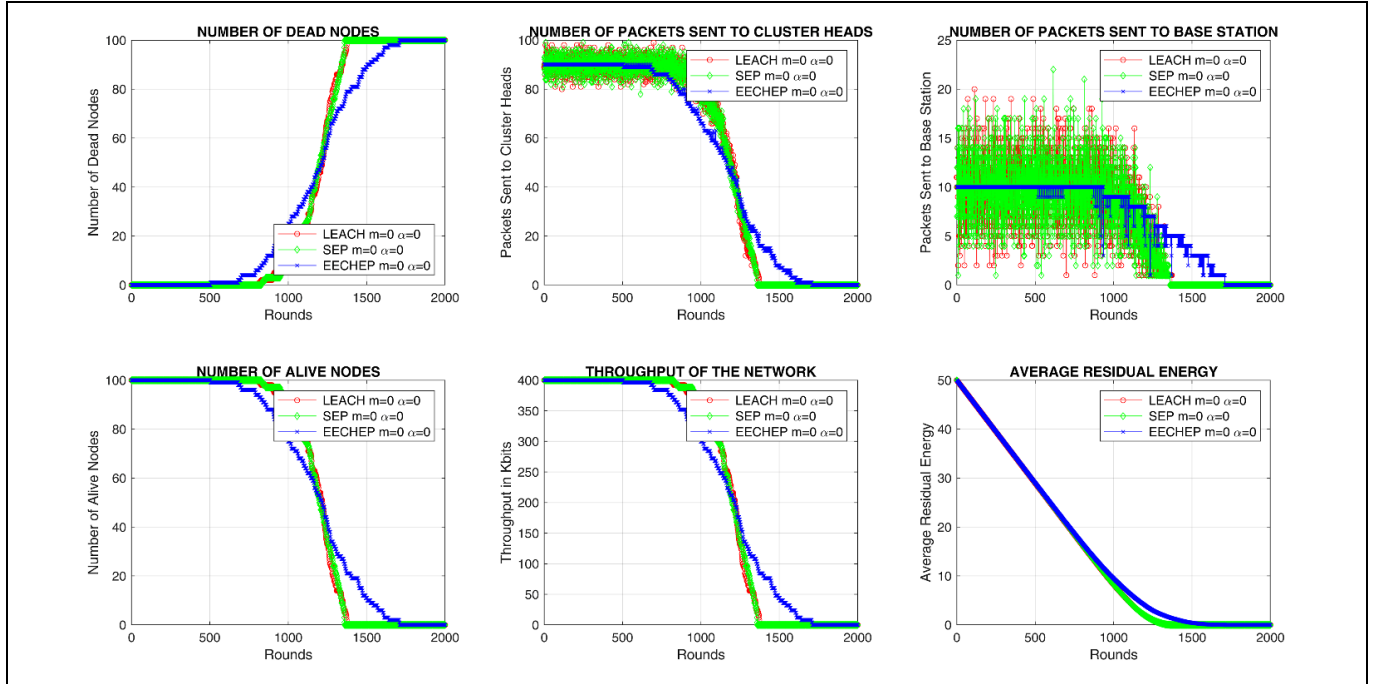 NUMBER OF DEAD NODES
Number of Dead Nodes
100
80
60
40
20
0
0 500 1000 1500 2000
Rounds
LEACH m=0 α=0
SEP m=0 α=0
EECHEP m=0 α=0
NUMBER OF PACKETS SENT TO CLUSTER HEADS
Packets Sent to Cluster Heads
100
80
60
40
20
0
0 500 1000 1500 2000
Rounds
LEACH m=0 α=0
SEP m=0 α=0
EECHEP m=0 α=0
NUMBER OF PACKETS SENT TO BASE STATION
Packets Sent to Base Station
25
20
15
10
5
0
0 500 1000 1500 2000
Rounds
LEACH m=0 α=0
SEP m=0 α=0
EECHEP m=0 α=0
NUMBER OF ALIVE NODES
Number of Alive Nodes
100
80
60
40
20
0
0 500 1000 1500 2000
Rounds
LEACH m=0 α=0
SEP m=0 α=0
EECHEP m=0 α=0
THROUGHPUT OF THE NETWORK
Throughput in Kbits
400
350
300
250
200
150
100
50
0
0 500 1000 1500 2000
Rounds
LEACH m=0 α=0
SEP m=0 α=0
EECHEP m=0 α=0
AVERAGE RESIDUAL ENERGY
Average Residual Energy
50
40
30
20
10
0
0 500 1000 1500 2000
Rounds
LEACH m=0 α=0
SEP m=0 α=0
EECHEP m=0 α=0